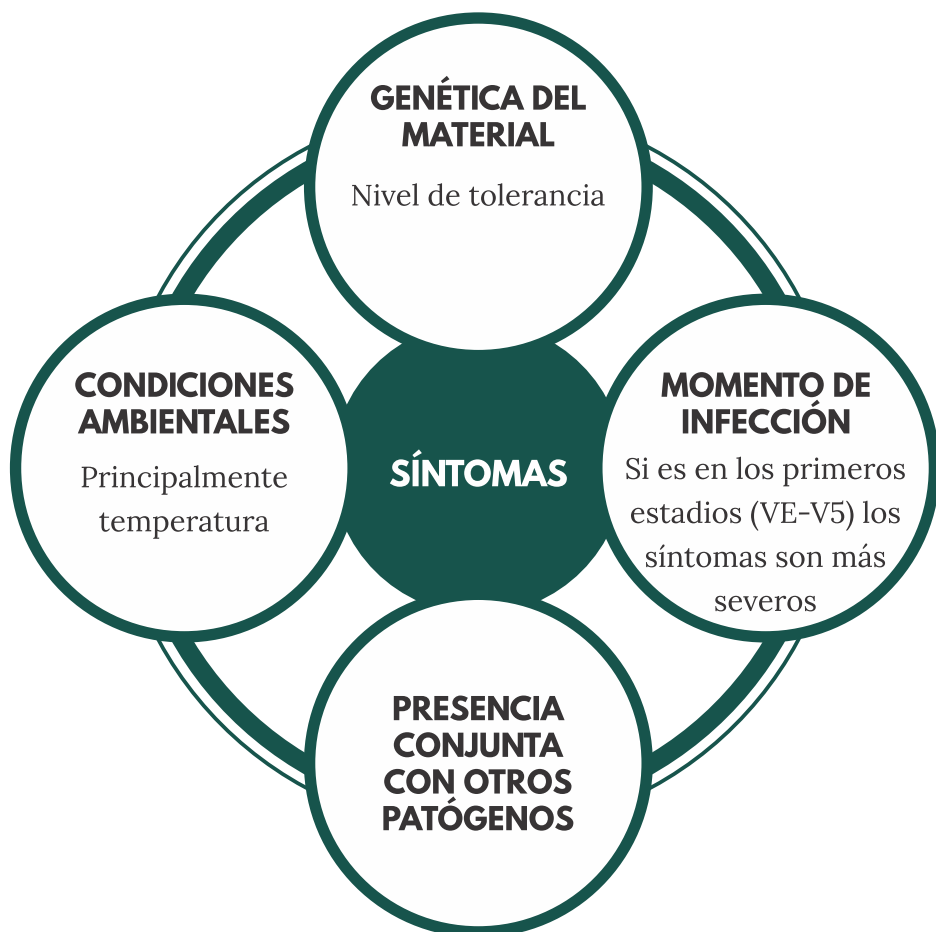 GENÉTICA DEL
MATERIAL
Nivel de tolerancia
CONDICIONES
AMBIENTALES
Principalmente
temperatura
SÍNTOMAS
MOMENTO DE
INFECCIÓN
Si es en los primeros
estadios (VE-V5) los
síntomas son más
severos
PRESENCIA
CONJUNTA
CON OTROS
PATÓGENOS